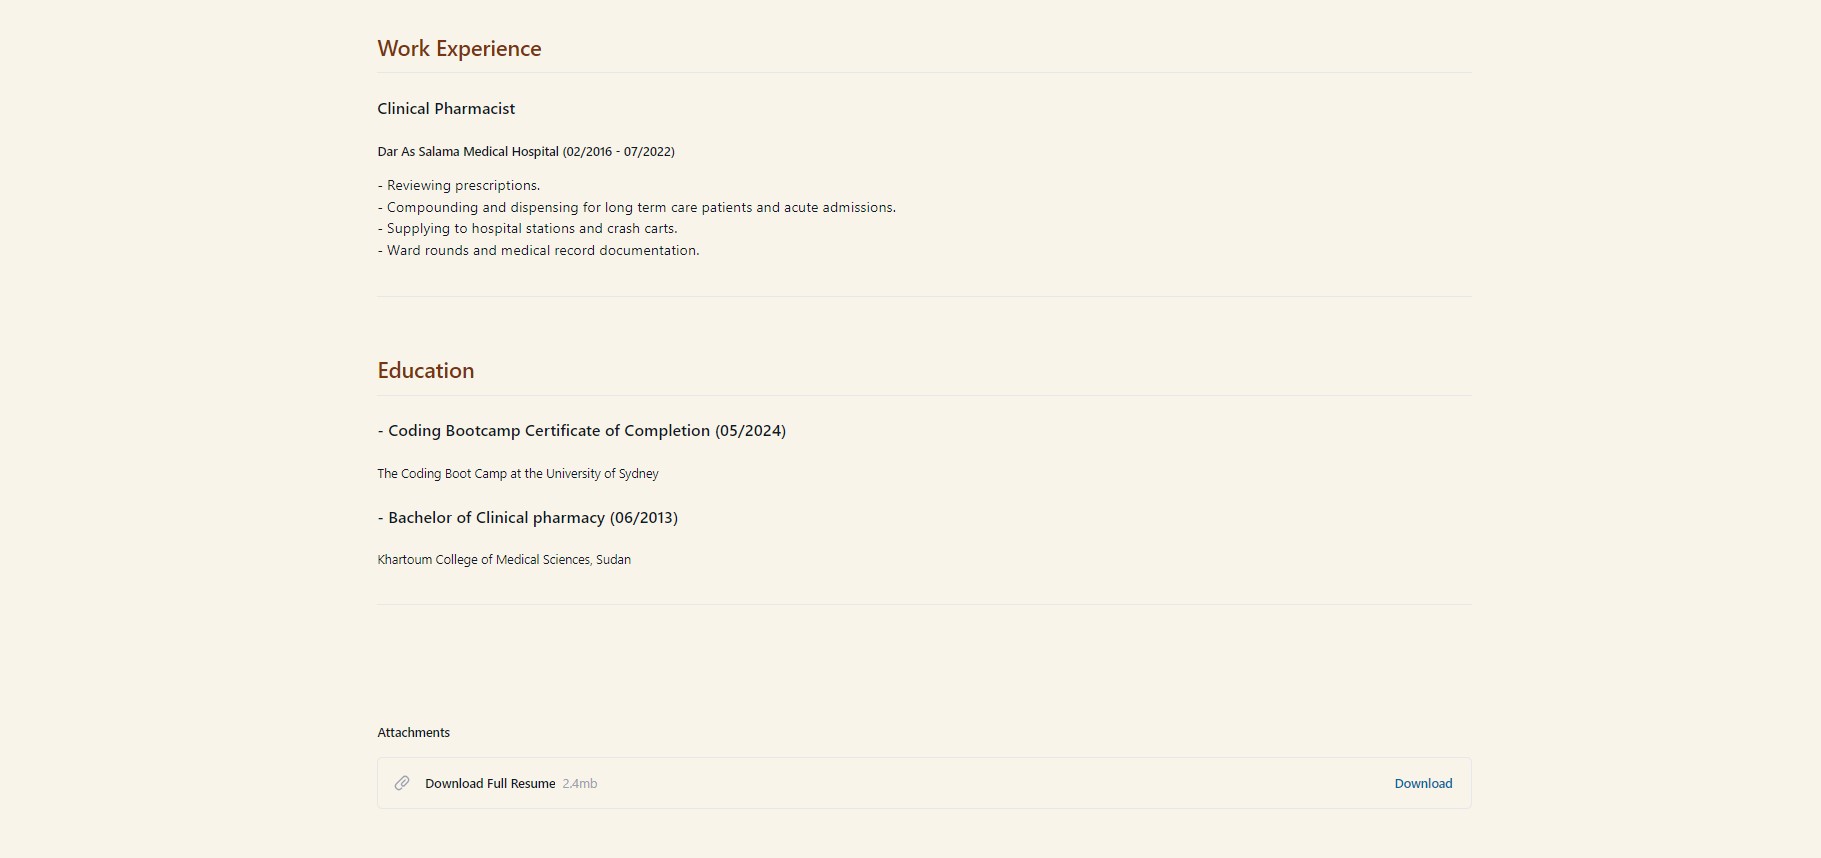 Work Experience
Clinical Pharmacist
Dar As Salama Medical Hospital (02/2016 - 07/2022)
- Reviewing prescriptions.
- Compounding and dispensing for long term care patients and acute admissions.
- Supplying to hospital stations and crash carts.
- Ward rounds and medical record documentation.
Education
- Coding Bootcamp Certificate of Completion (05/2024)
The Coding Boot Camp at the University of Sydney
- Bachelor of Clinical pharmacy (06/2013)
Khartoum College of Medical Sciences, Sudan
Attachments
Download Full Resume 2.4mb Download